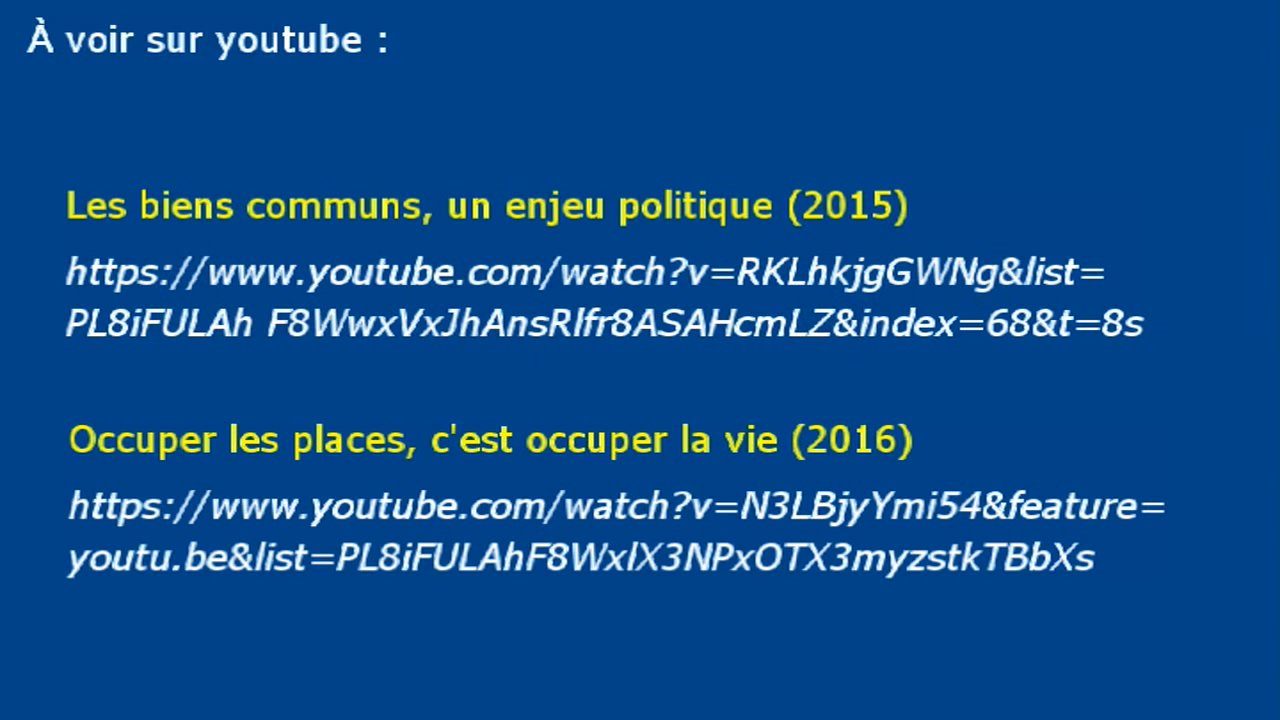 À voir sur youtube :
Les biens communs, un enjeu politique (2015)
https://www.youtube.com/watch?v=RKLhkjgGWNg&list=
PL8iFULAh F8WwxVxJhAnsRlfr8ASAHcmLZ&index=68&t=8s
Occuper les places, c'est occuper la vie (2016)
https://www.youtube.com/watch?v=N3LBjyYmi54&feature=
youtu.be&list=PL8iFULAhF8WxlX3NPxOTX3myzstkTBbXs